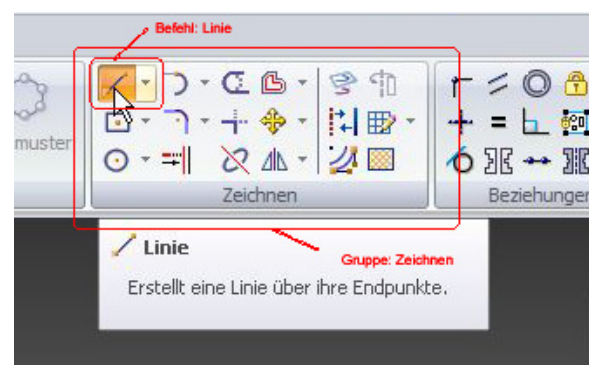 Befehl: Linie
muster
Zeichnen
Beziehungen
Linie
Gruppe: Zeichnen
Erstellt eine Linie über ihre Endpunkte.